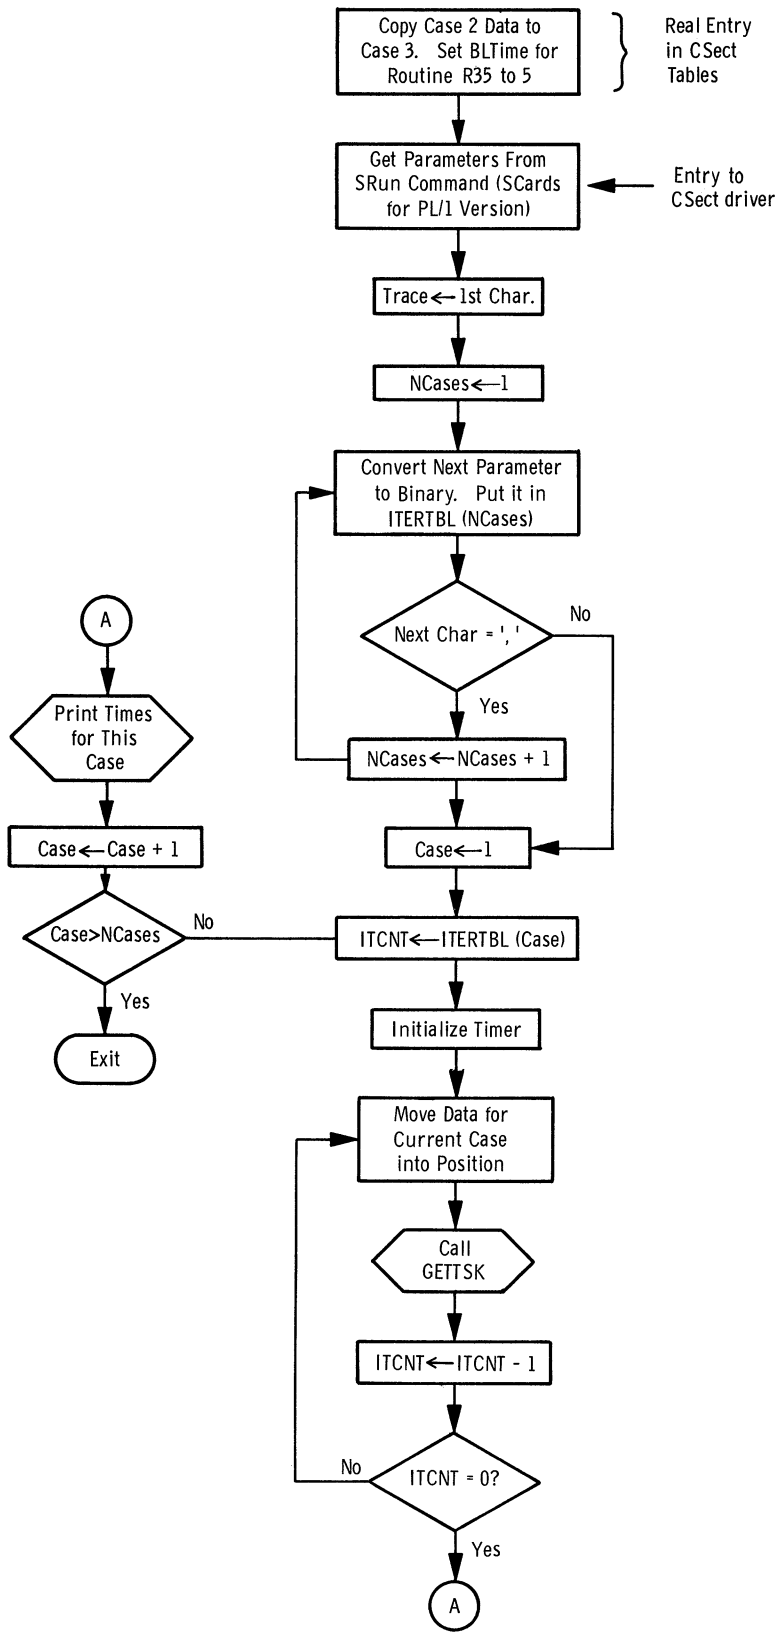 Copy Case 2 Data to
Case 3. Set BLTime for
Routine R35 to 5
Real Entry
in CSect
Tables
Get Parameters From
SRun Command (SCards
for PL/1 Version)
Entry to
CSect driver
Trace←1st Char.
NCases←1
Convert Next Parameter
to Binary. Put it in
ITERTBL (NCases)
Next Char = ','
No
Yes
NCases←NCases + 1
Case←1
ITCNT←ITERTBL (Case)
Initialize Timer
Move Data for
Current Case
into Position
Call
GETTSK
ITCNT←ITCNT - 1
ITCNT = 0?
No
Yes
A
A
Print Times
for This
Case
Case←Case + 1
Case>NCases
No
Yes
Exit